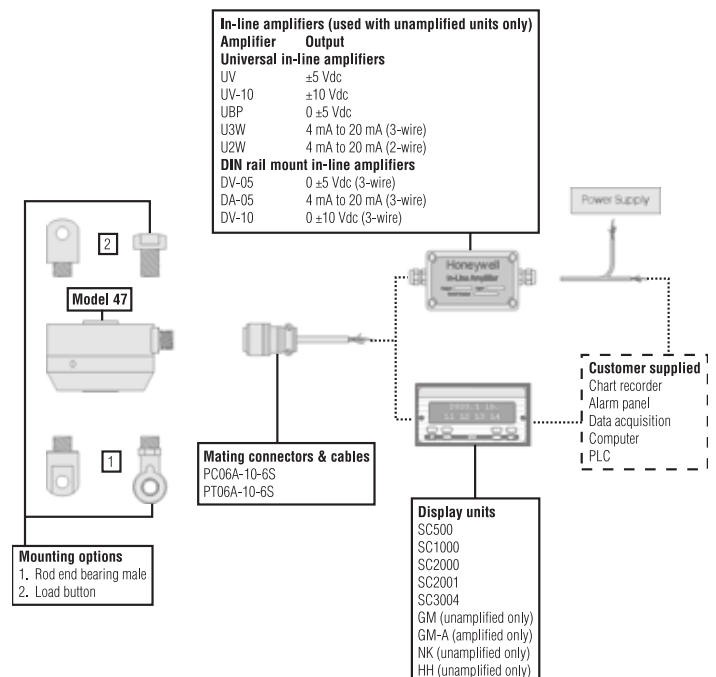 In-line amplifiers (used with unamplified units only)
Amplifier Output
Universal in-line amplifiers
UV ±5 Vdc
UV-10 ±10 Vdc
UBP 0 ±5 Vdc
U3W 4 mA to 20 mA (3-wire)
U2W 4 mA to 20 mA (2-wire)
DIN rail mount in-line amplifiers
DV-05 0 ±5 Vdc (3-wire)
DA-05 4 mA to 20 mA (3-wire)
DV-10 0 ±10 Vdc (3-wire)
Power Supply
2
Honeywell
In-Line Amplifier
Model 47
Customer supplied
Chart recorder
Alarm panel
Data acquisition
Computer
PLC
11 12 13 14
Mating connectors & cables
PC06A-10-6S
PT06A-10-6S
1
Display units
SC500
SC1000
SC2000
SC2001
SC3004
GM (unamplified only)
GM-A (amplified only)
NK (unamplified only)
HH (unamplified only)
Mounting options
1. Rod end bearing male
2. Load button